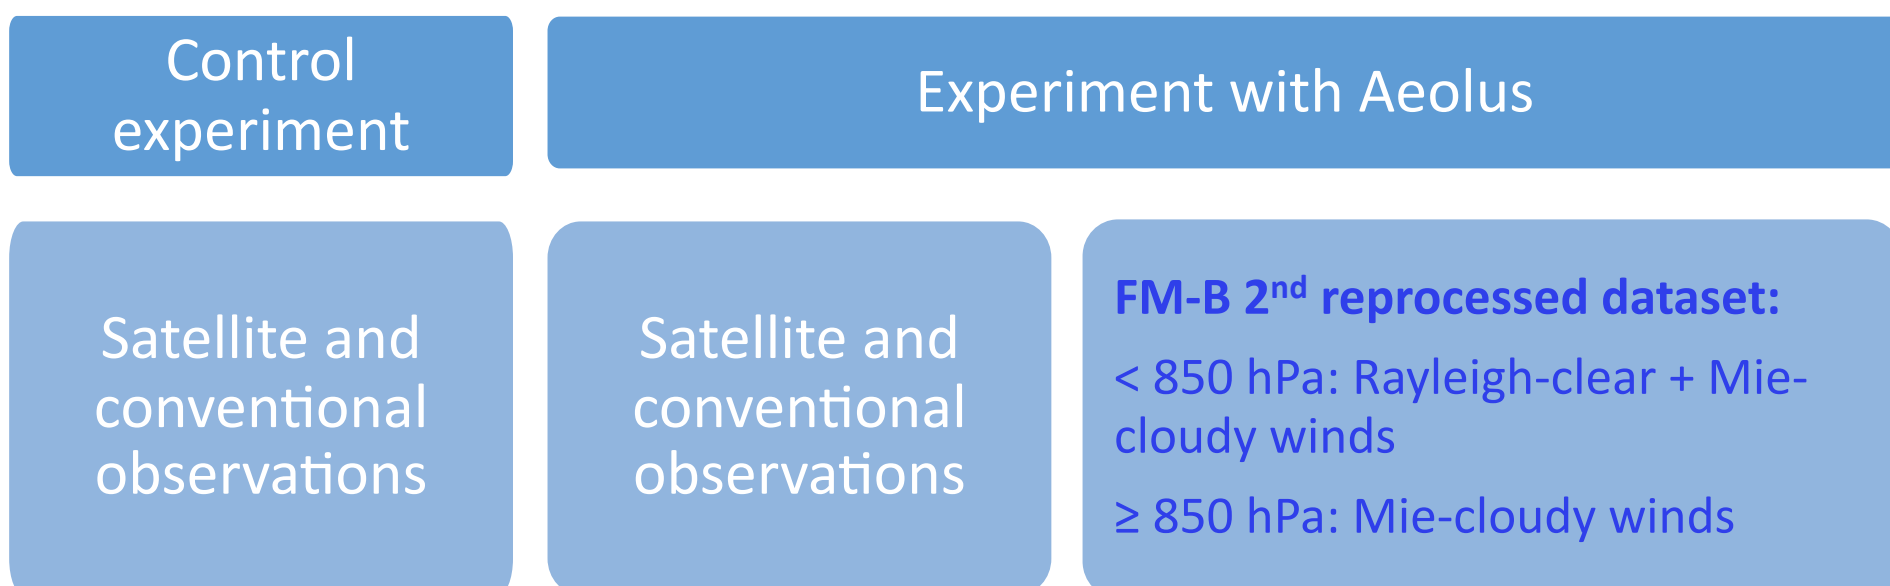 Control
experiment
Experiment with Aeolus
Satellite and
conventional
observations
Satellite and
conventional
observations
FM-B 2nd reprocessed dataset:
< 850 hPa: Rayleigh-clear + Mie-
cloudy winds
≥ 850 hPa: Mie-cloudy winds